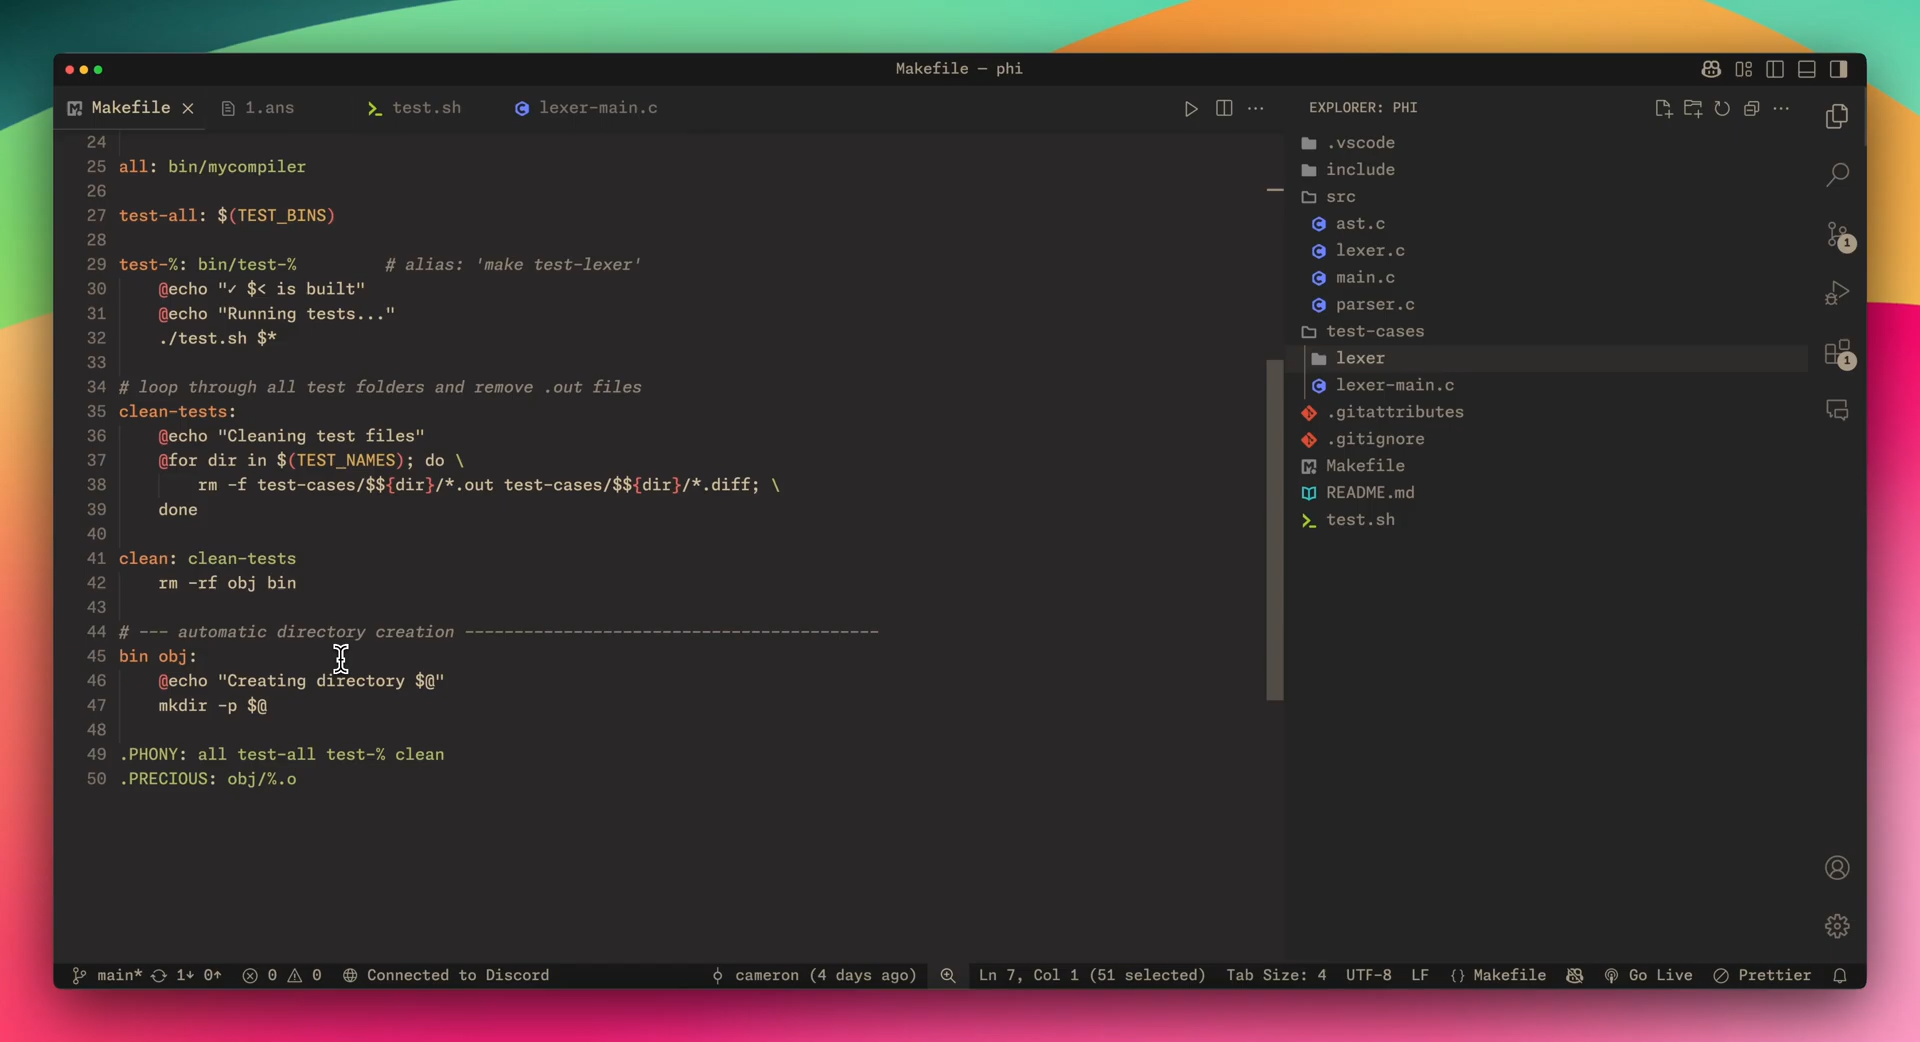 Makefile — phi
Makefile
1.ans
test.sh
lexer-main.c
24
25 all: bin/mycompiler
26
27 test-all: $(TEST_BINS)
28
29 test-%: bin/test-% # alias: 'make test-lexer'
30 @echo "✓ $< is built"
31 @echo "Running tests..."
32 ./test.sh $*
33
34 # loop through all test folders and remove .out files
35 clean-tests:
36 @echo "Cleaning test files"
37 @for dir in $(TEST_NAMES); do \
38 rm -f test-cases/$${dir}/*.out test-cases/$${dir}/*.diff; \
39 done
40
41 clean: clean-tests
42 rm -rf obj bin
43
44 # --- automatic directory creation ------------------------------------------
45 bin obj:
46 @echo "Creating directory $@"
47 mkdir -p $@
48
49 .PHONY: all test-all test-% clean
50 .PRECIOUS: obj/%.o
EXPLORER: PHI
.vscode
include
src
ast.c
lexer.c
main.c
parser.c
test-cases
lexer
lexer-main.c
.gitattributes
.gitignore
Makefile
README.md
test.sh
1
1
main* 1↓ 0↑ 0 0 Connected to Discord cameron (4 days ago) Ln 7, Col 1 (51 selected) Tab Size: 4 UTF-8 LF {} Makefile Go Live Prettier